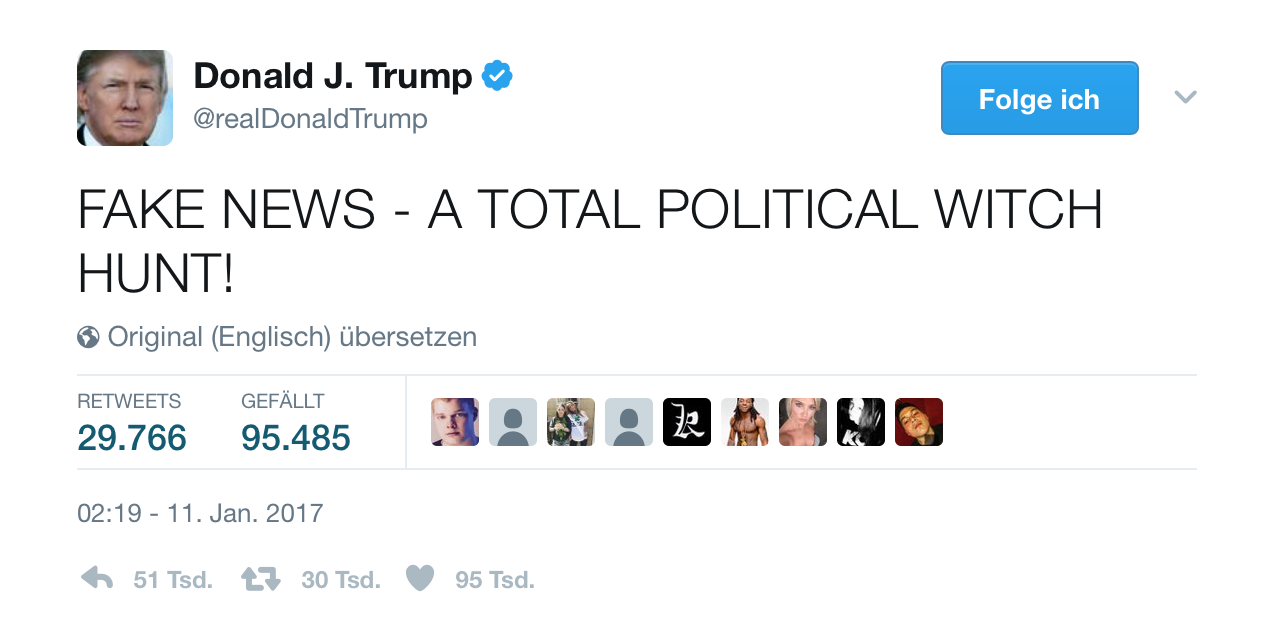 Donald J. Trump
@realDonaldTrump
Folge ich
FAKE NEWS - A TOTAL POLITICAL WITCH
HUNT!
Original (Englisch) übersetzen
RETWEETS GEFÄLLT
29.766 95.485
02:19 - 11. Jan. 2017
51 Tsd. 30 Tsd. 95 Tsd.